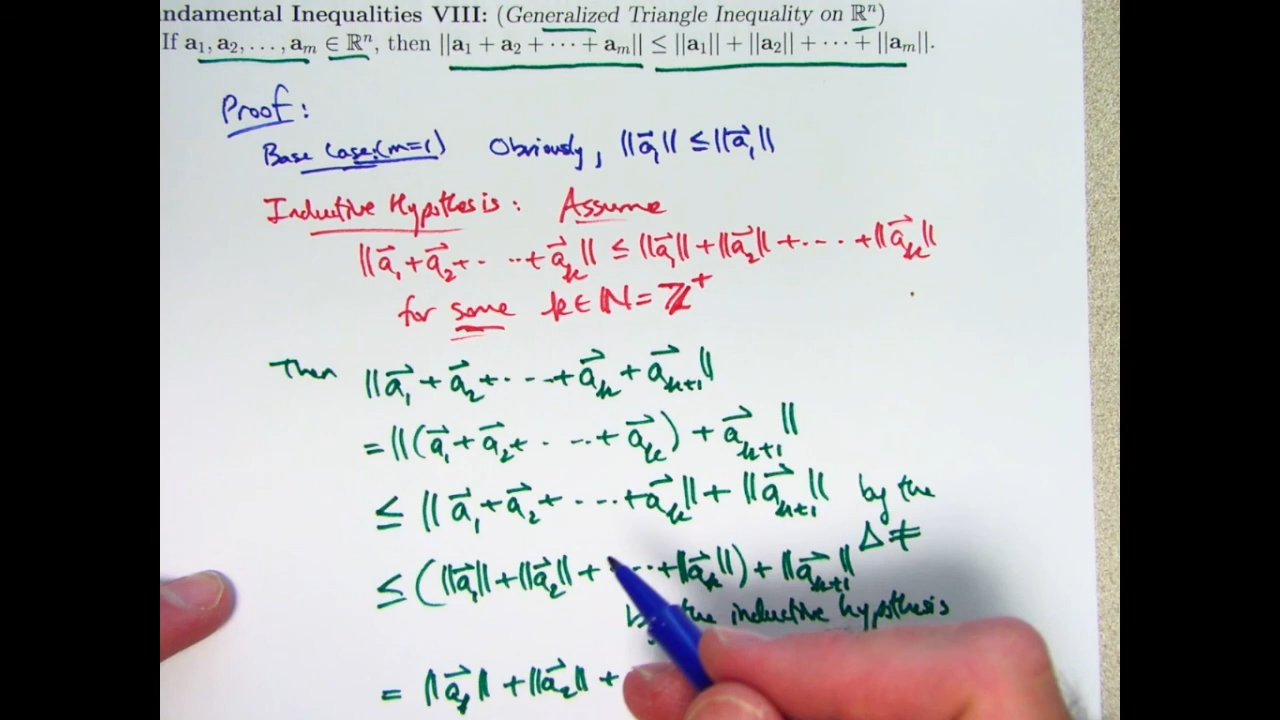 ndamental Inequalities VIII: (Generalized Triangle Inequality on ℝⁿ)
If a₁, a₂, ..., aₘ ∈ ℝⁿ, then ||a₁ + a₂ + ··· + aₘ|| ≤ ||a₁|| + ||a₂|| + ··· + ||aₘ||.
Proof:
Base Case: (m=1) Obviously, ||a⃗₁|| ≤ ||a⃗₁||
Inductive Hypothesis: Assume
||a⃗₁ + a⃗₂ + ··· + a⃗ₖ|| ≤ ||a⃗₁|| + ||a⃗₂|| + ···· + ||a⃗ₖ||
for some k ∈ ℕ = ℤ⁺
Then ||a⃗₁ + a⃗₂ + ···· + a⃗ₖ + a⃗ₖ₊₁||
= ||(a⃗₁ + a⃗₂ + ···· + a⃗ₖ) + a⃗ₖ₊₁||
≤ ||a⃗₁ + a⃗₂ + ···· + a⃗ₖ|| + ||a⃗ₖ₊₁|| by the
Δ≠
≤ (||a⃗₁|| + ||a⃗₂|| + ··· + ||a⃗ₖ||) + ||a⃗ₖ₊₁||
the inductive hypothesis
= ||a⃗₁|| + ||a⃗₂|| +